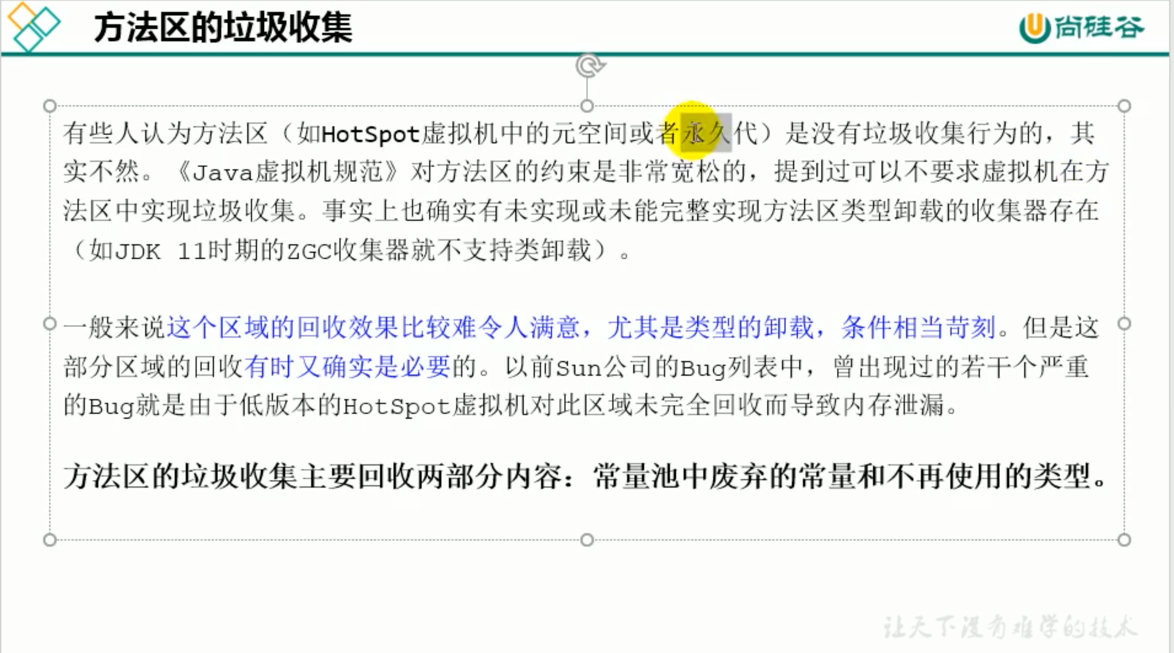 方法区的垃圾收集
尚硅谷
有些人认为方法区（如HotSpot虚拟机中的元空间或者永久代）是没有垃圾收集行为的，其
实不然。《Java虚拟机规范》对方法区的约束是非常宽松的，提到过可以不要求虚拟机在方
法区中实现垃圾收集。事实上也确实有未实现或未能完整实现方法区类型卸载的收集器存在
（如JDK 11时期的ZGC收集器就不支持类卸载）。
一般来说这个区域的回收效果比较难令人满意，尤其是类型的卸载，条件相当苛刻。但是这
部分区域的回收有时又确实是必要的。以前Sun公司的Bug列表中，曾出现过的若干个严重
的Bug就是由于低版本的HotSpot虚拟机对此区域未完全回收而导致内存泄漏。
方法区的垃圾收集主要回收两部分内容：常量池中废弃的常量和不再使用的类型。
让天下没有难学的技术